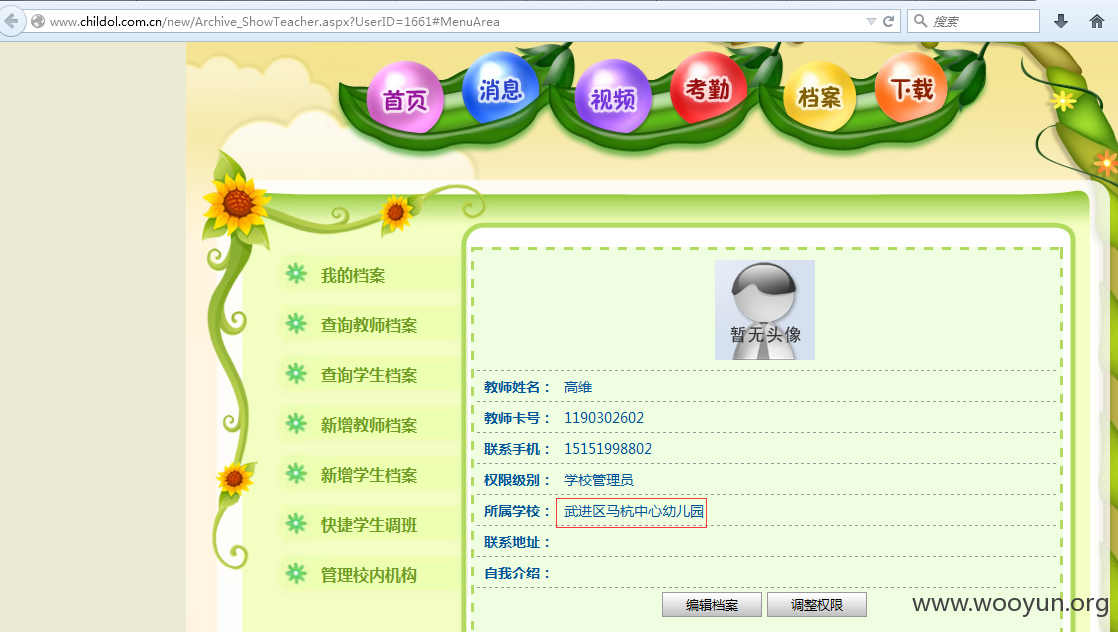 www.childol.com.cn/new/Archive_ShowTeacher.aspx?UserID=1661#MenuArea
搜索
首页 消息 视频 考勤 档案 下载
我的档案
查询教师档案
查询学生档案
新增教师档案
新增学生档案
快捷学生调班
管理校内机构
暂无头像
教师姓名： 高维
教师卡号： 1190302602
联系手机： 15151998802
权限级别： 学校管理员
所属学校： 武进区马杭中心幼儿园
联系地址：
自我介绍：
编辑档案 调整权限
www.wooyun.org